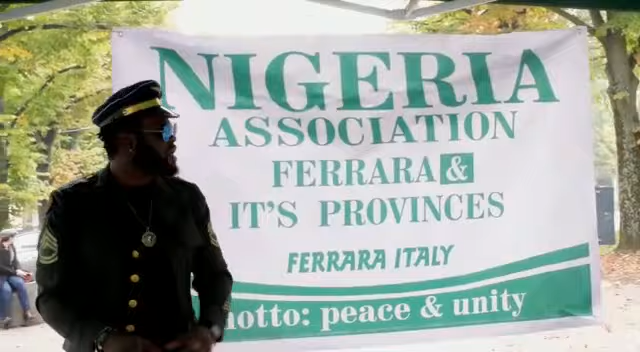 NIGERIA
ASSOCIATION
FERRARA &
IT'S PROVINCES
FERRARA ITALY
motto: peace & unity